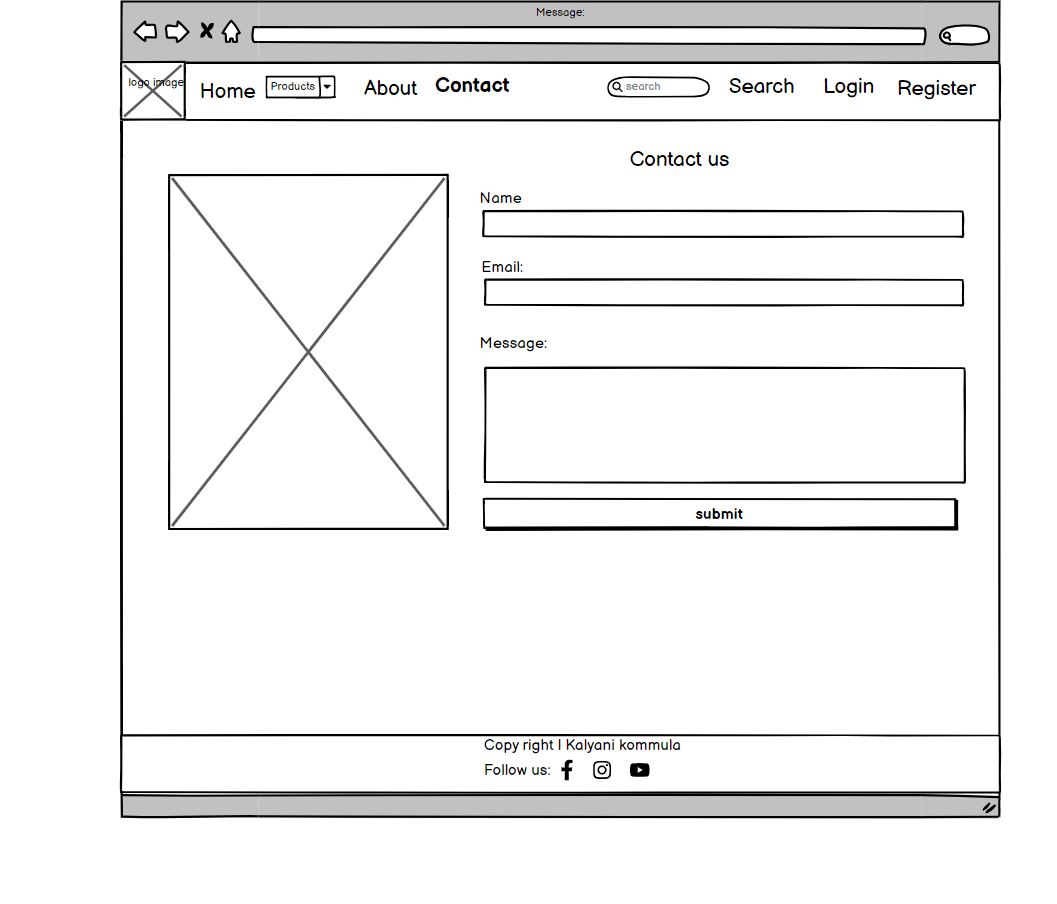 Message:
logo image
Home
Products
About
Contact
search
Search
Login
Register
Contact us
Name
Email:
Message:
submit
Copy right I Kalyani kommula
Follow us: